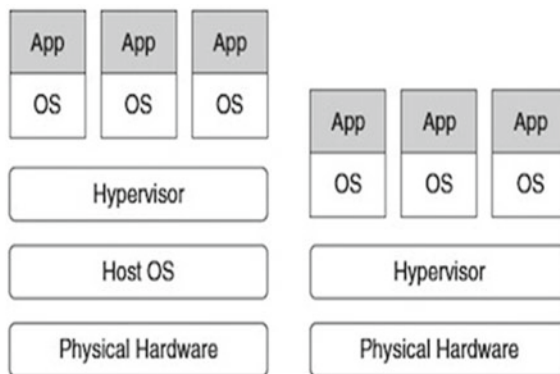 App App App
OS OS OS
Hypervisor
Host OS
Physical Hardware
App App App
OS OS OS
Hypervisor
Physical Hardware